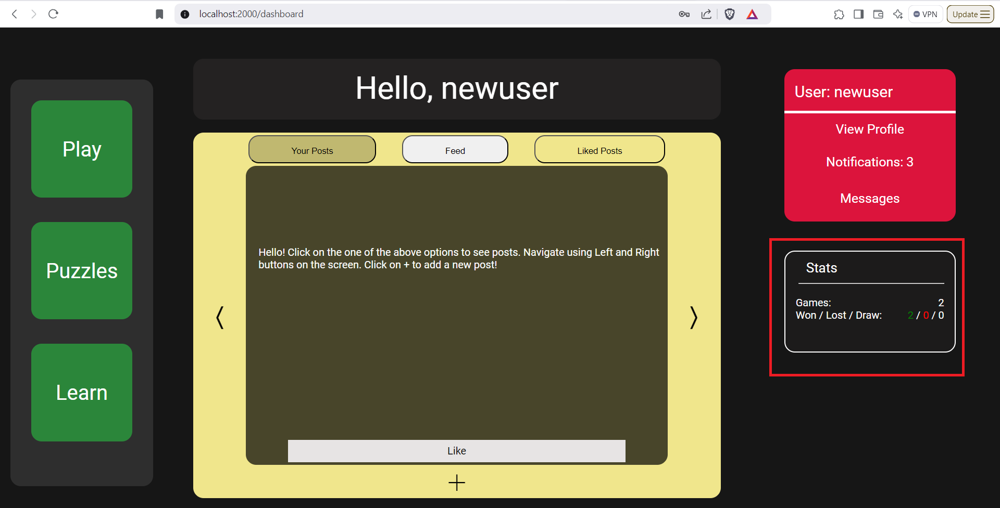 localhost:2000/dashboard
VPN
Update
Hello, newuser
Play
Puzzles
Learn
Your Posts
Feed
Liked Posts
Hello! Click on the one of the above options to see posts. Navigate using Left and Right
buttons on the screen. Click on + to add a new post!
Like
+
User: newuser
View Profile
Notifications: 3
Messages
Stats
Games: 2
Won / Lost / Draw: 2 / 0 / 0